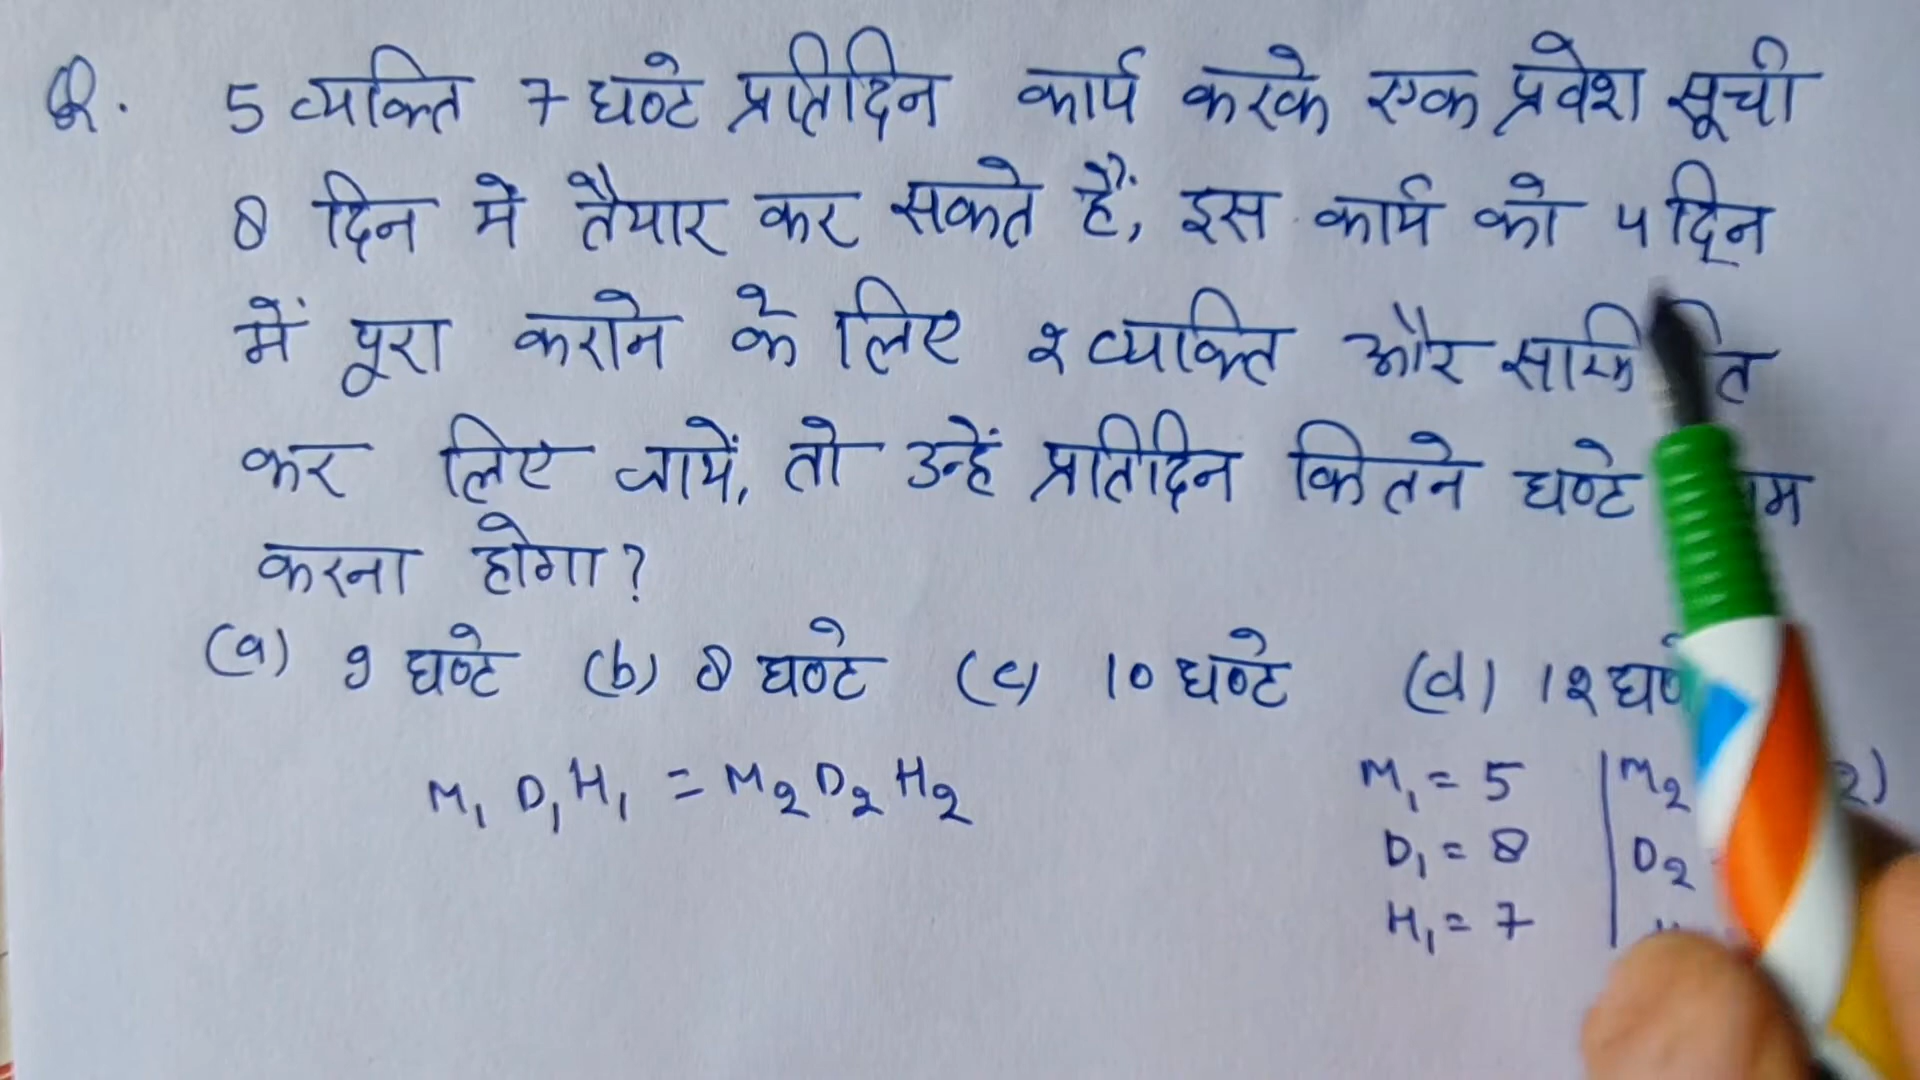 Q. 5 व्यक्ति 7 घण्टे प्रतिदिन कार्य करके एक प्रवेश सूची
8 दिन मे तैयार कर सकते हैं, इस कार्य को 4 दिन
में पूरा कराने के लिए 2 व्यक्ति और
कर लिए जायें, तो उन्हें प्रतिदिन कितने घण्टे
करना होगा?
(a) 9 घण्टे (b) 8 घण्टे (c) 10 घण्टे (d) 12
M₁ D₁ H₁ = M₂ D₂ H₂
M₁ = 5 | M₂ 2)
D₁ = 8 | D₂
H₁ = 7